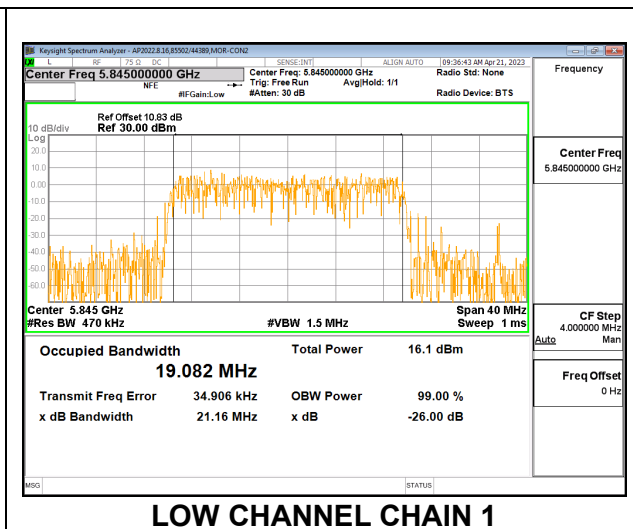 Keysight Spectrum Analyzer - AP2022.8.16,85502/44389,MOR-CON2
L RF 75 Ω DC SENSE:INT ALIGN AUTO 09:36:43 AM Apr 21, 2023
Center Freq 5.845000000 GHz
Center Freq: 5.845000000 GHz
Radio Std: None
NFE
Trig: Free Run Avg|Hold: 1/1
#IFGain:Low
#Atten: 30 dB
Radio Device: BTS
Frequency
Ref Offset 10.83 dB
10 dB/div Ref 30.00 dBm
Log
20.0
10.0
0.00
-10.0
-20.0
-30.0
-40.0
-50.0
-60.0
Center Freq
5.845000000 GHz
Center 5.845 GHz Span 40 MHz
#Res BW 470 kHz #VBW 1.5 MHz Sweep 1 ms
CF Step
4.000000 MHz
Auto Man
Occupied Bandwidth Total Power 16.1 dBm
19.082 MHz
Transmit Freq Error 34.906 kHz OBW Power 99.00 %
x dB Bandwidth 21.16 MHz x dB -26.00 dB
Freq Offset
0 Hz
MSG STATUS
LOW CHANNEL CHAIN 1